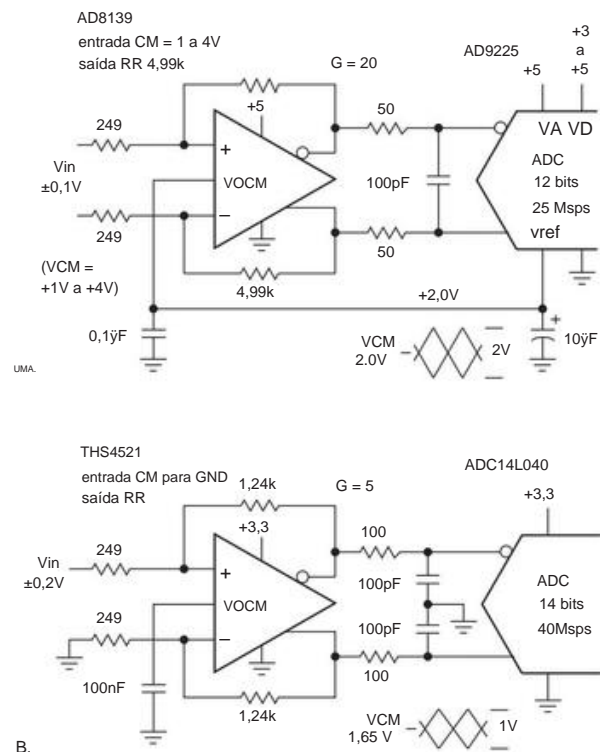 AD8139
entrada CM = 1 a 4V
saída RR 4,99k
G = 20
AD9225
+3
a
+5
+5
+5
249
50
+
VOCM
−
Vin
±0,1V
100pF
VA VD
ADC
12 bits
25 Msps
vref
249
50
(VCM =
+1V a +4V)
4,99k
+2,0V
0,1ÿF
VCM
2.0V
2V
+
10ÿF
UMA.
THS4521
entrada CM para GND
saída RR
1,24k
G = 5
ADC14L040
+3,3
+3,3
249
100
Vin
±0,2V
+
VOCM
−
100pF
ADC
14 bits
40Msps
249
100pF
100nF
100
1,24k
VCM
1,65 V
1V
B.